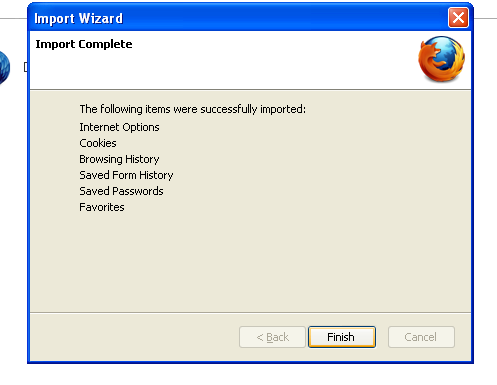 Import Wizard
Import Complete
The following items were successfully imported:
Internet Options
Cookies
Browsing History
Saved Form History
Saved Passwords
Favorites
< Back
Finish
Cancel